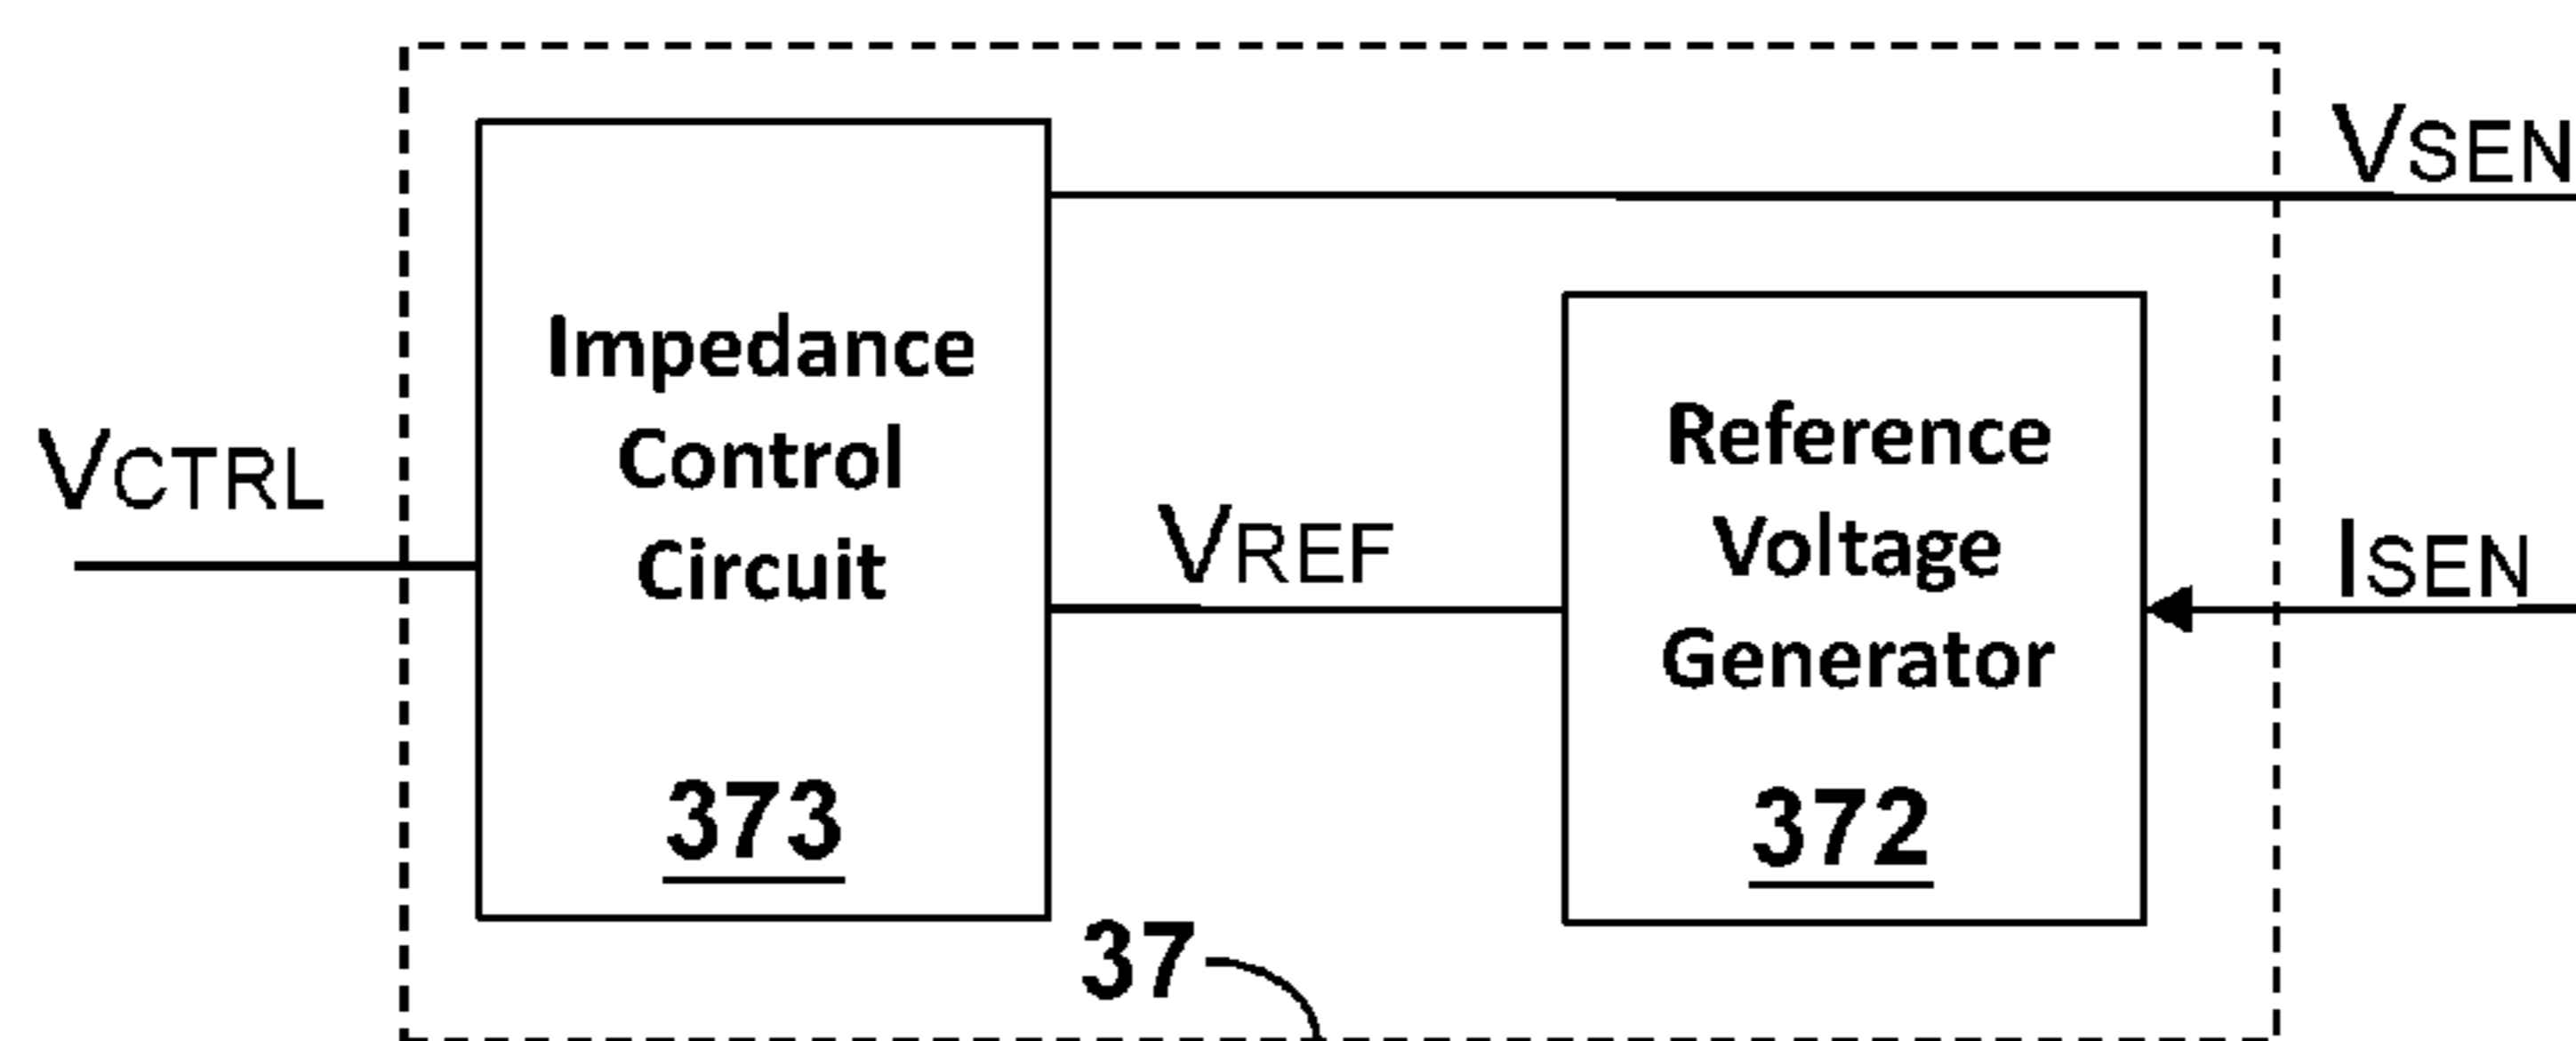 VSEN
Impedance
Control
Circuit
373
VCTRL
VREF
Reference
Voltage
Generator
372
ISEN
37